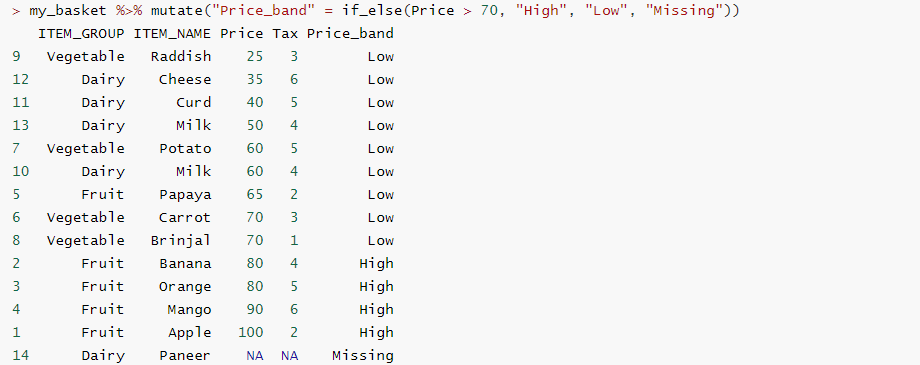 > my_basket %>% mutate("Price_band" = if_else(Price > 70, "High", "Low", "Missing"))
   ITEM_GROUP ITEM_NAME Price Tax Price_band
9   Vegetable   Raddish    25   3        Low
12      Dairy    Cheese    35   6        Low
11      Dairy      Curd    40   5        Low
13      Dairy      Milk    50   4        Low
7   Vegetable    Potato    60   5        Low
10      Dairy      Milk    60   4        Low
5       Fruit    Papaya    65   2        Low
6   Vegetable    Carrot    70   3        Low
8   Vegetable   Brinjal    70   1        Low
2       Fruit    Banana    80   4       High
3       Fruit    Orange    80   5       High
4       Fruit     Mango    90   6       High
1       Fruit     Apple   100   2       High
14      Dairy    Paneer    NA  NA    Missing